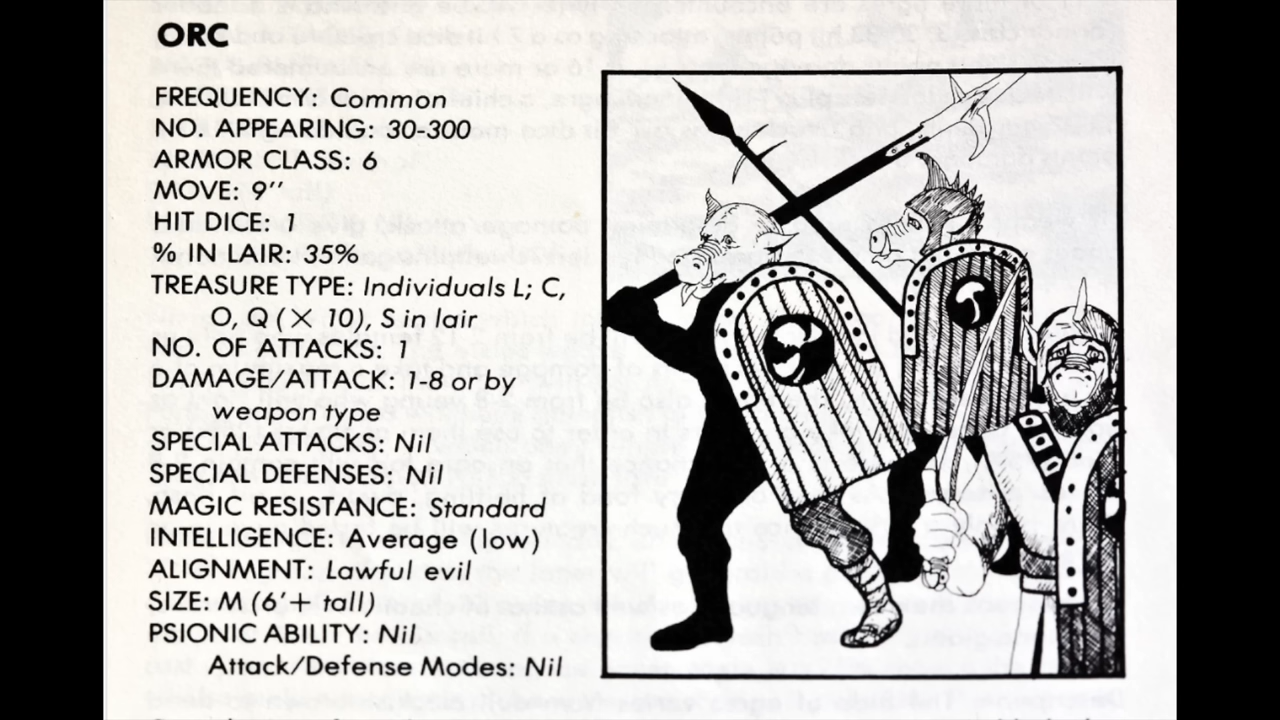 ORC
FREQUENCY: Common
NO. APPEARING: 30-300
ARMOR CLASS: 6
MOVE: 9"
HIT DICE: 1
% IN LAIR: 35%
TREASURE TYPE: Individuals L; C,
O, Q (× 10), S in lair
NO. OF ATTACKS: 1
DAMAGE/ATTACK: 1-8 or by
weapon type
SPECIAL ATTACKS: Nil
SPECIAL DEFENSES: Nil
MAGIC RESISTANCE: Standard
INTELLIGENCE: Average (low)
ALIGNMENT: Lawful evil
SIZE: M (6'+ tall)
PSIONIC ABILITY: Nil
Attack/Defense Modes: Nil